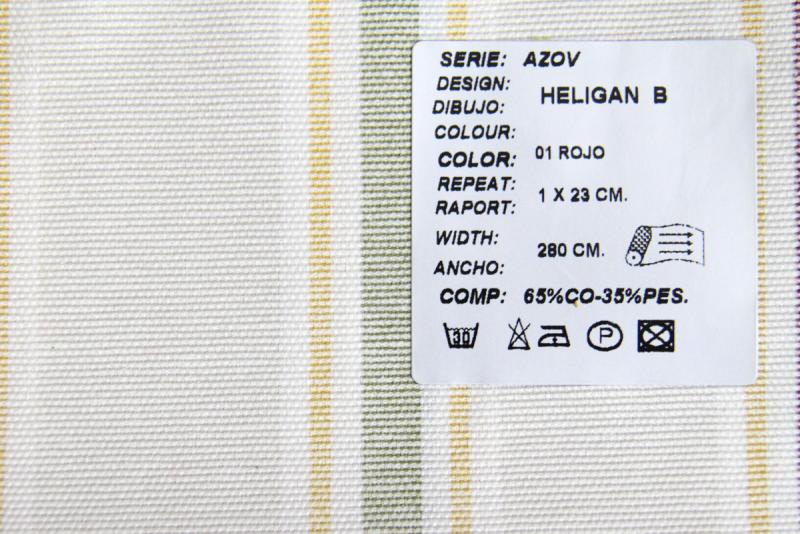 SERIE: AZOV
DESIGN:
DIBUJO: HELIGAN B
COLOUR:
COLOR: 01 ROJO
REPEAT:
RAPORT: 1 X 23 CM.
WIDTH:
ANCHO: 280 CM.
COMP: 65%CO-35%PES.
30 P